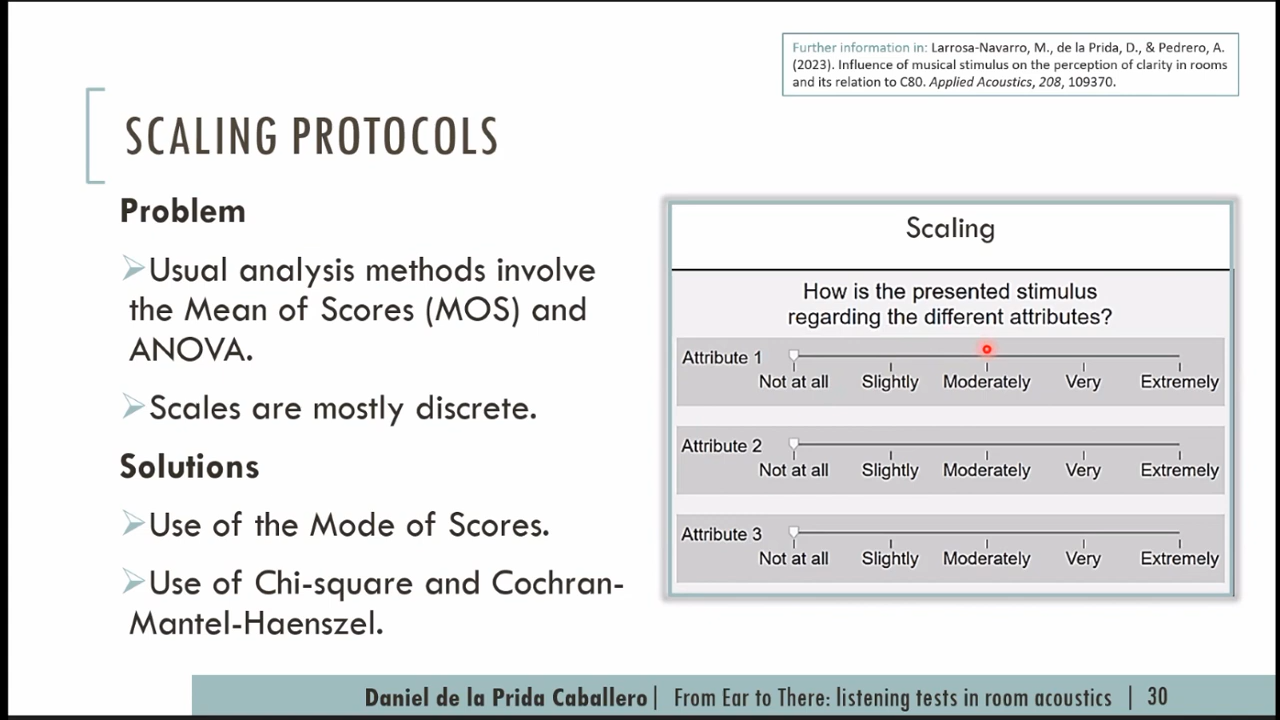 Further information in: Larrosa-Navarro, M., de la Prida, D., & Pedrero, A.
(2023). Influence of musical stimulus on the perception of clarity in rooms
and its relation to C80. Applied Acoustics, 208, 109370.
SCALING PROTOCOLS
Problem
Usual analysis methods involve
the Mean of Scores (MOS) and
ANOVA.
Scales are mostly discrete.
Solutions
Use of the Mode of Scores.
Use of Chi-square and Cochran-
Mantel-Haenszel.
Scaling
How is the presented stimulus
regarding the different attributes?
Attribute 1
Not at all Slightly Moderately Very Extremely
Attribute 2
Not at all Slightly Moderately Very Extremely
Attribute 3
Not at all Slightly Moderately Very Extremely
Daniel de la Prida Caballero| From Ear to There: listening tests in room acoustics | 30